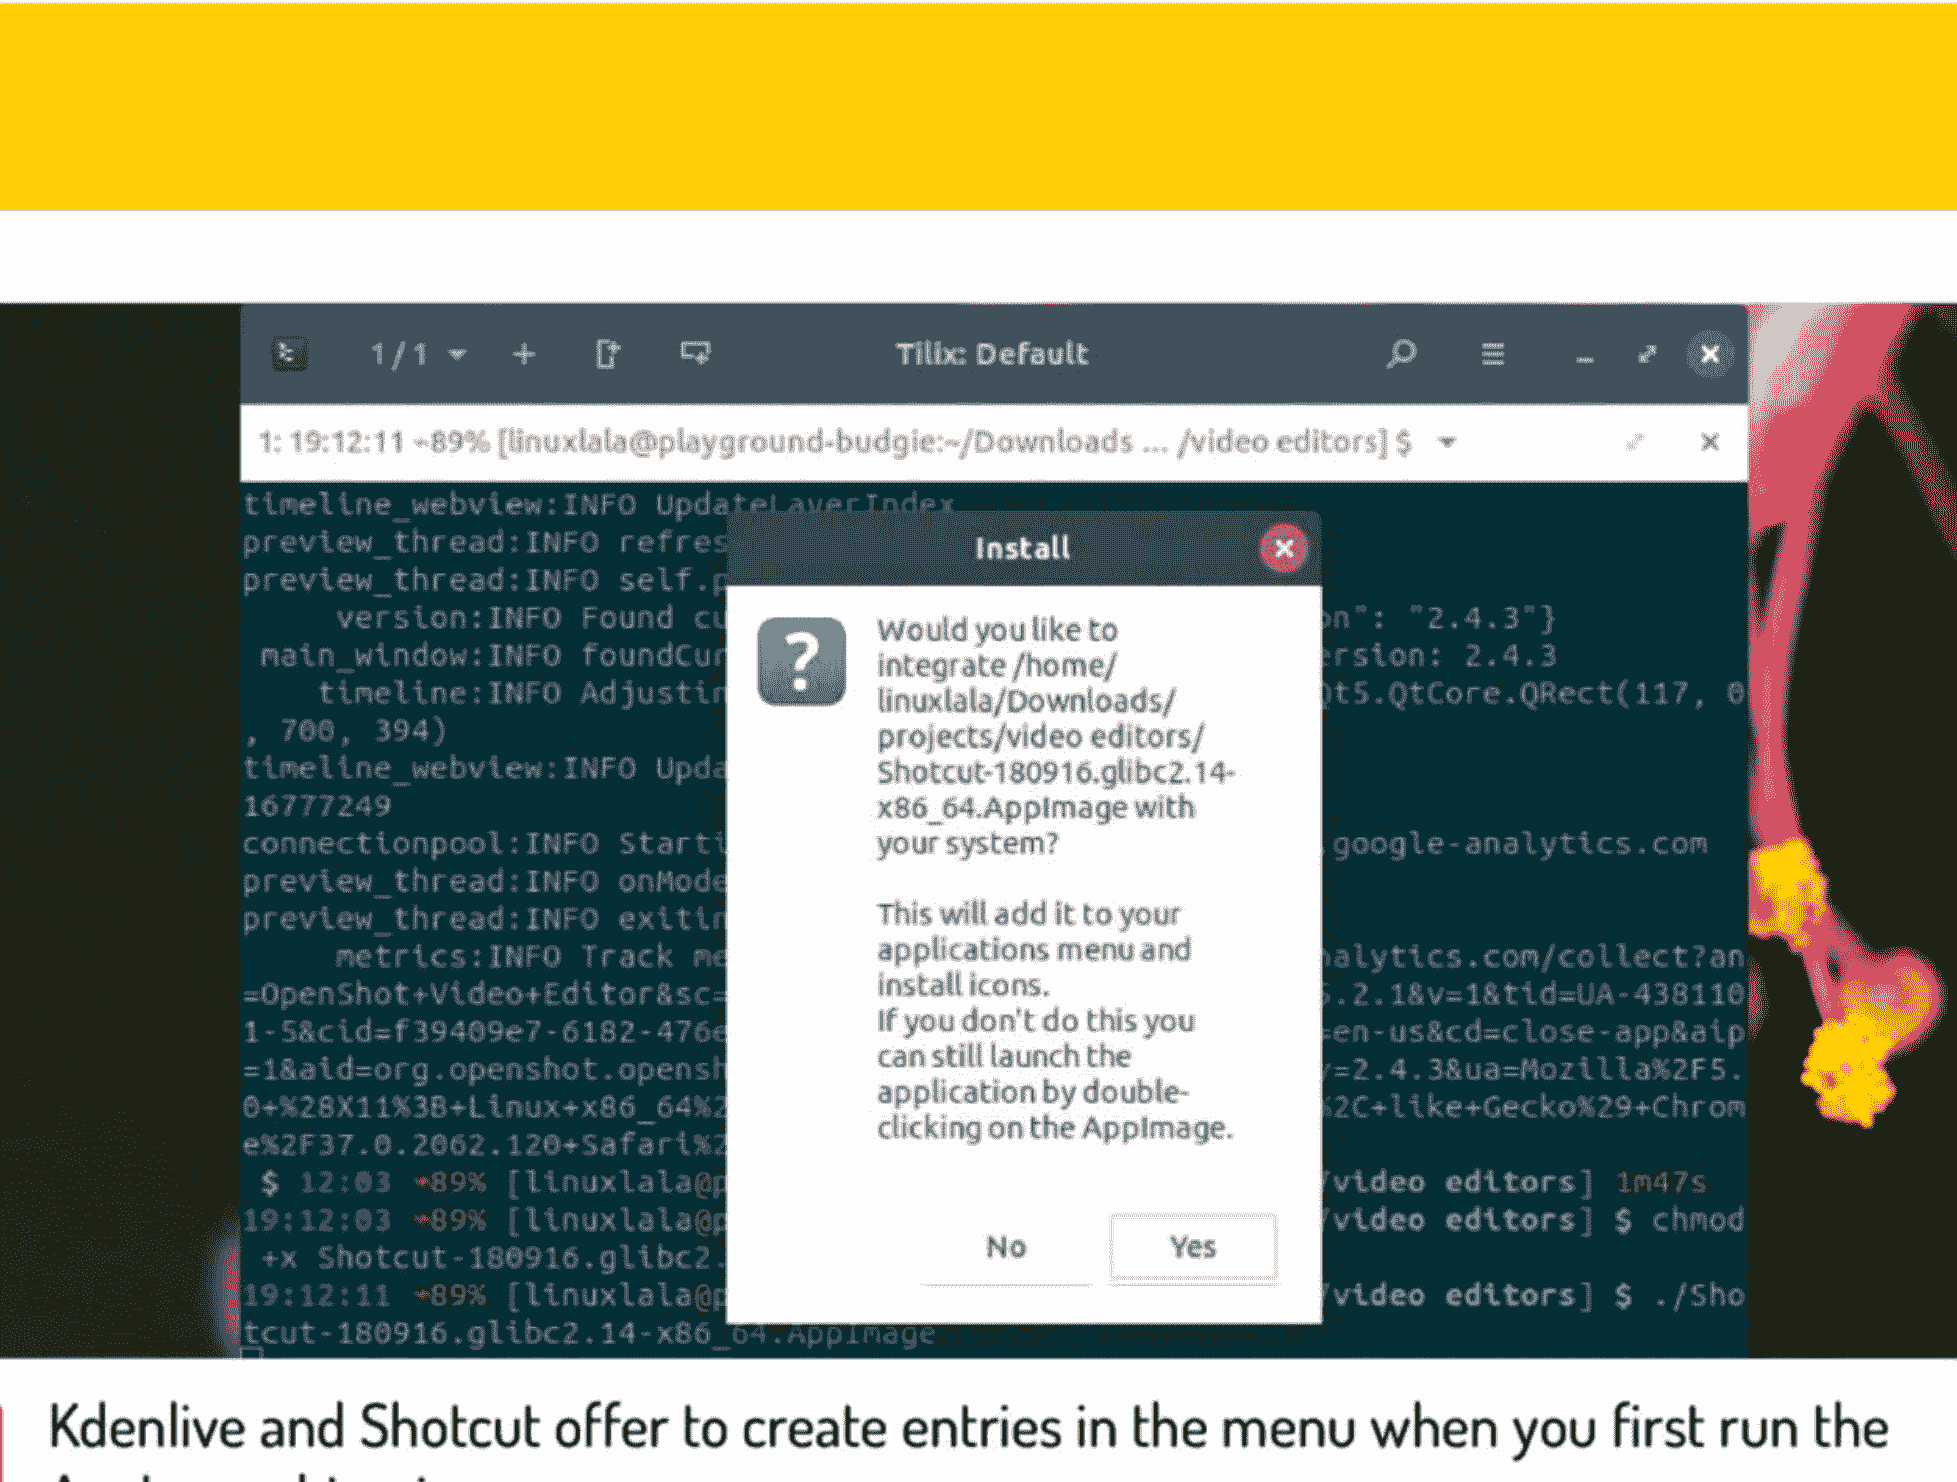 1/1
Tilix: Default
1: 19:12:11 ~89% [linuxlala@playground-budgie:~/Downloads ... /video editors] $
timeline_webview:INFO UpdateLayerIndex
preview_thread:INFO refres
preview_thread:INFO self.p
version:INFO Found cu on": "2.4.3"}
main_window:INFO foundCur ersion: 2.4.3
timeline:INFO Adjustin Qt5.QtCore.QRect(117, 0
, 700, 394)
timeline_webview:INFO Upda
16777249
connectionpool:INFO Starti .google-analytics.com
preview_thread:INFO onMode
preview_thread:INFO exitin
metrics:INFO Track me nalytics.com/collect?an
=OpenShot+Video+Editor&sc= 5.2.1&v=1&tid=UA-438110
1-5&cid=f39409e7-6182-476e =en-us&cd=close-app&aip
=1&aid=org.openshot.opensh v=2.4.3&ua=Mozilla%2F5.
0+%28X11%3B+Linux+x86_64%2 %2C+like+Gecko%29+Chrom
e%2F37.0.2062.120+Safari%2
$ 12:03 ~89% [linuxlala@p /video editors] 1m47s
19:12:03 ~89% [linuxlala@p /video editors] $ chmod
+x Shotcut-180916.glibc2.
19:12:11 ~89% [linuxlala@p /video editors] $ ./Sho
tcut-180916.glibc2.14-x86_64.AppImage
Install
Would you like to
integrate /home/
linuxlala/Downloads/
projects/video editors/
Shotcut-180916.glibc2.14-
x86_64.AppImage with
your system?
This will add it to your
applications menu and
install icons.
If you don't do this you
can still launch the
application by double-
clicking on the AppImage.
No
Yes
Kdenlive and Shotcut offer to create entries in the menu when you first run the